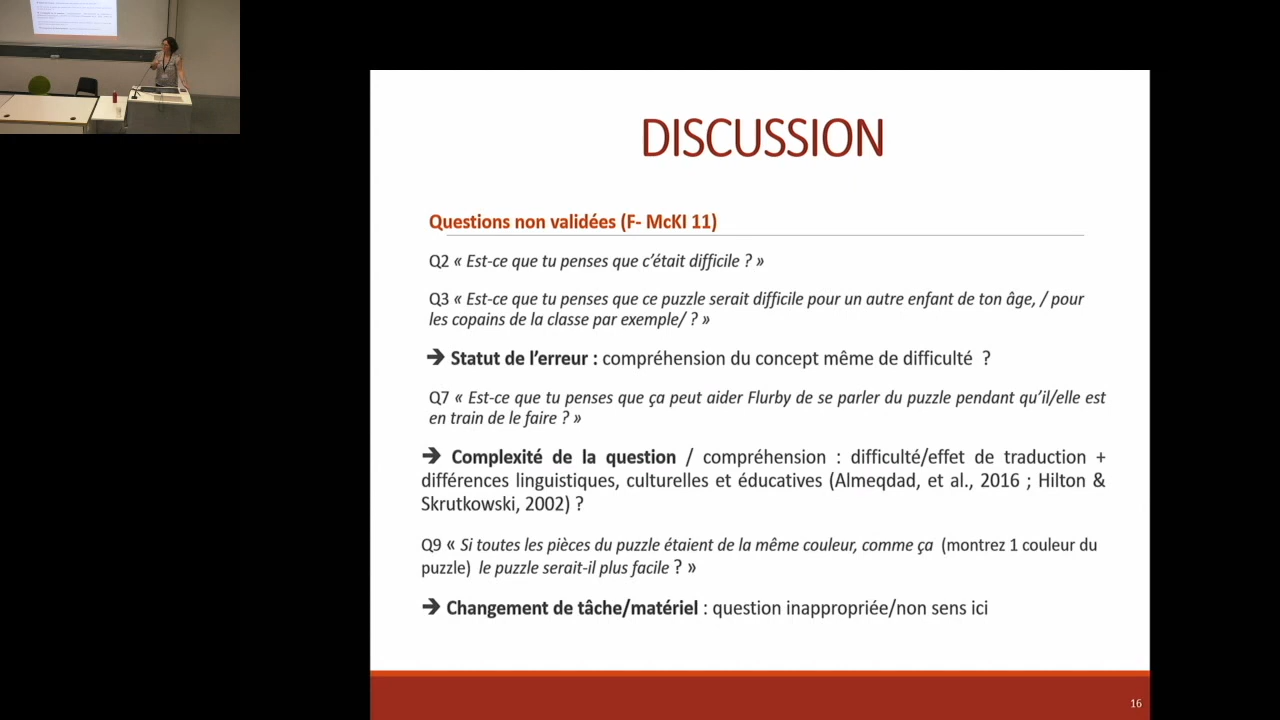 DISCUSSION
Questions non validées (F- McKI 11)
Q2 « Est-ce que tu penses que c’était difficile ? »
Q3 « Est-ce que tu penses que ce puzzle serait difficile pour un autre enfant de ton âge, / pour
les copains de la classe par exemple/ ? »
➔ Statut de l’erreur : compréhension du concept même de difficulté ?
Q7 « Est-ce que tu penses que ça peut aider Flurby de se parler du puzzle pendant qu’il/elle est
en train de le faire ? »
➔ Complexité de la question / compréhension : difficulté/effet de traduction +
différences linguistiques, culturelles et éducatives (Almeqdad, et al., 2016 ; Hilton &
Skrutkowski, 2002) ?
Q9 « Si toutes les pièces du puzzle étaient de la même couleur, comme ça (montrez 1 couleur du
puzzle) le puzzle serait-il plus facile ? »
➔ Changement de tâche/matériel : question inappropriée/non sens ici
16